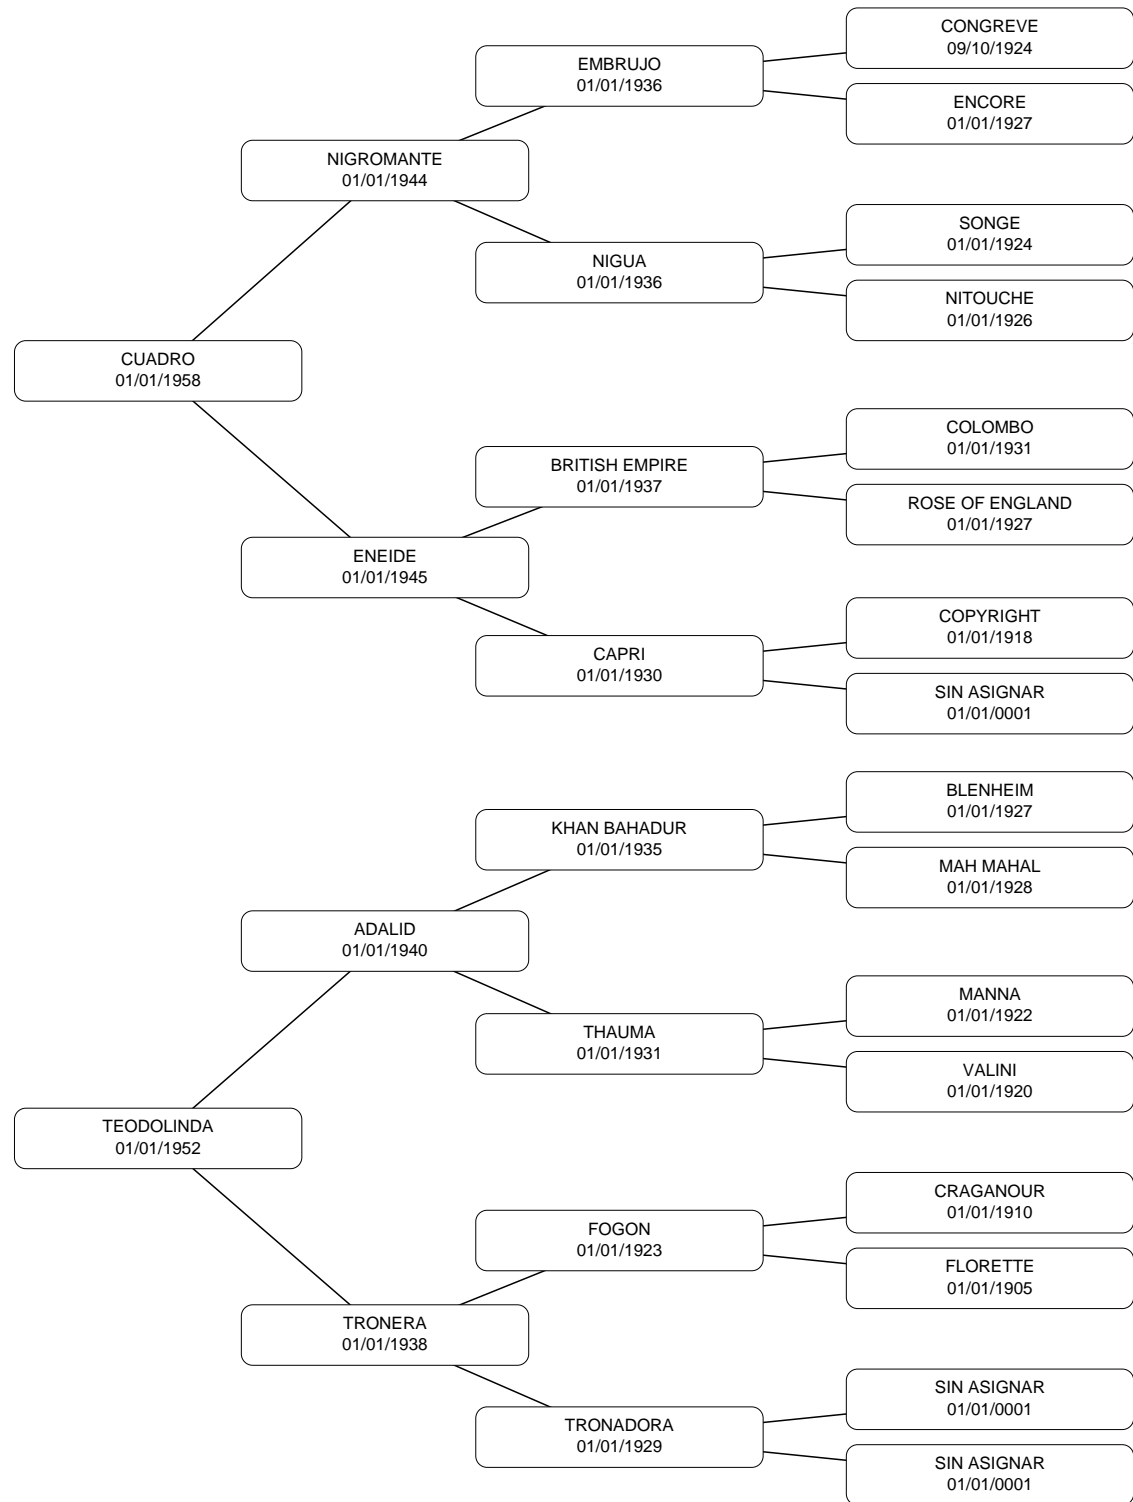 CONGREVE
09/10/1924
EMBRUJO
01/01/1936
ENCORE
01/01/1927
NIGROMANTE
01/01/1944
SONGE
01/01/1924
NIGUA
01/01/1936
NITOUCHE
01/01/1926
CUADRO
01/01/1958
COLOMBO
01/01/1931
BRITISH EMPIRE
01/01/1937
ROSE OF ENGLAND
01/01/1927
ENEIDE
01/01/1945
COPYRIGHT
01/01/1918
CAPRI
01/01/1930
SIN ASIGNAR
01/01/0001
BLENHEIM
01/01/1927
KHAN BAHADUR
01/01/1935
MAH MAHAL
01/01/1928
ADALID
01/01/1940
MANNA
01/01/1922
THAUMA
01/01/1931
VALINI
01/01/1920
TEODOLINDA
01/01/1952
CRAGANOUR
01/01/1910
FOGON
01/01/1923
FLORETTE
01/01/1905
TRONERA
01/01/1938
SIN ASIGNAR
01/01/0001
TRONADORA
01/01/1929
SIN ASIGNAR
01/01/0001